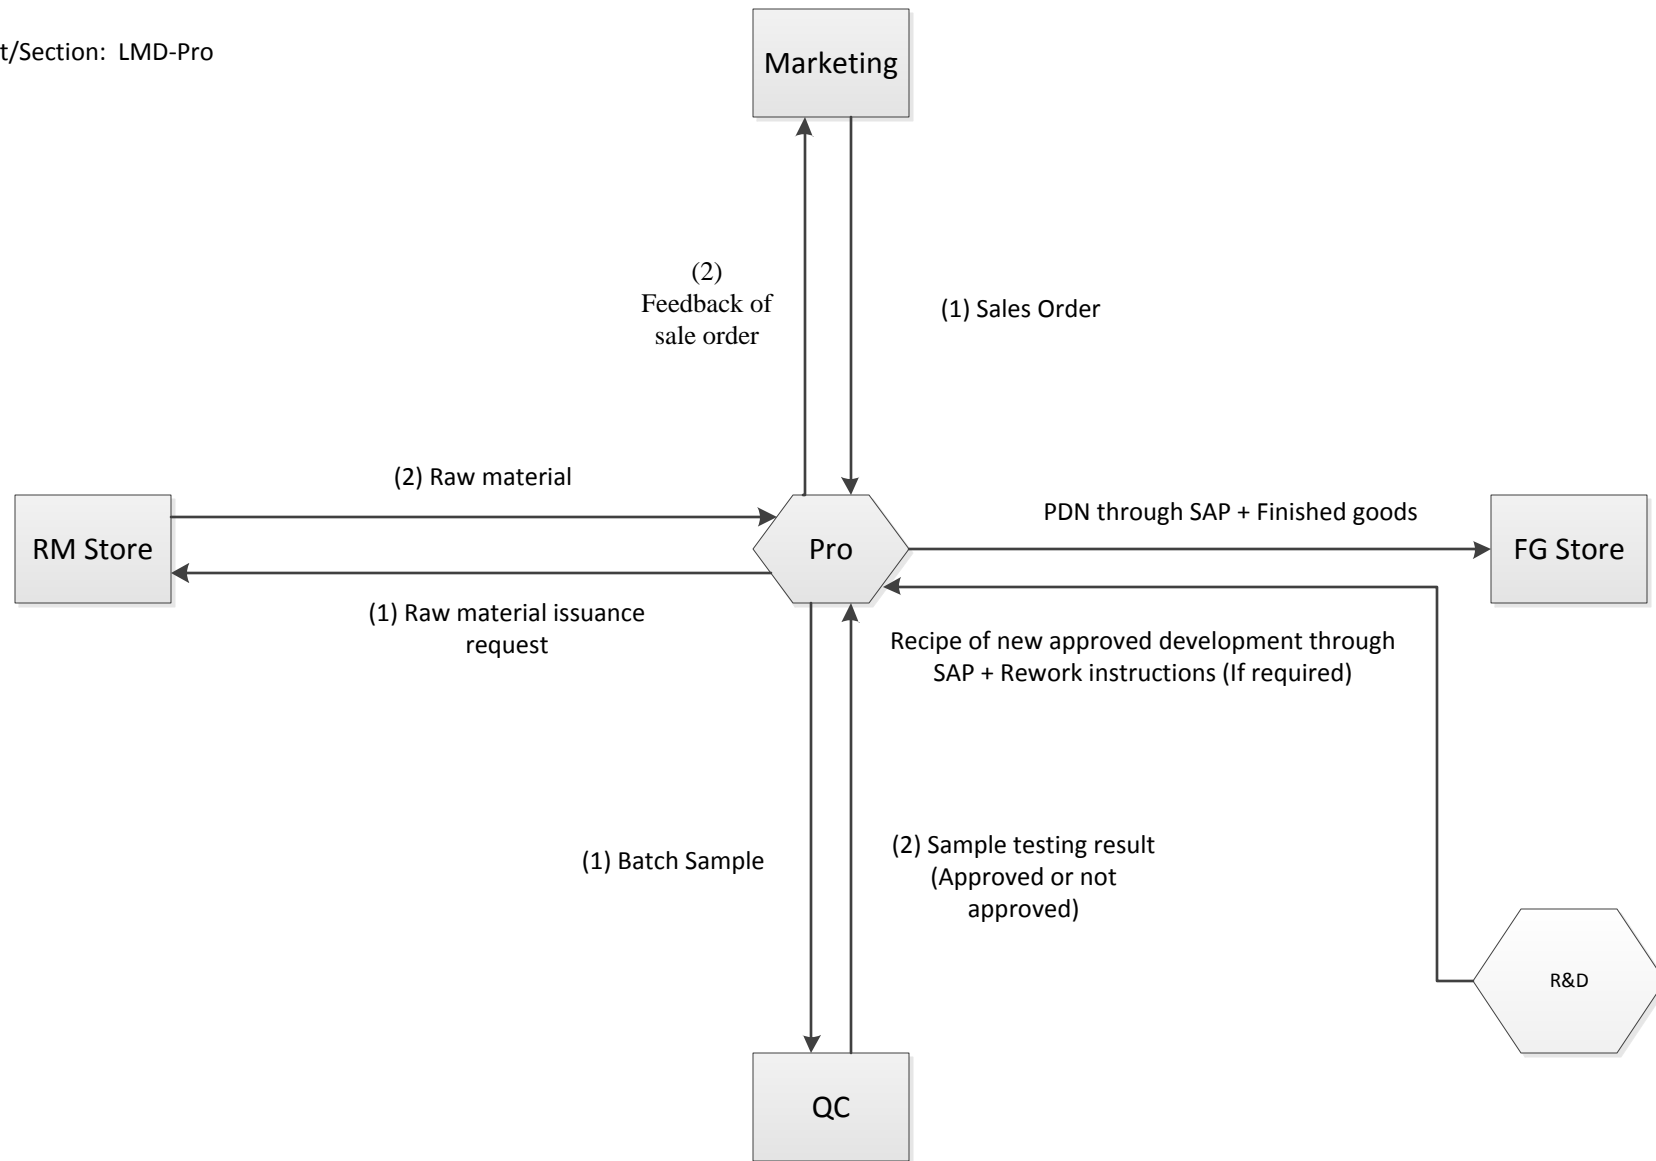 t/Section: LMD-Pro
Marketing
(2)
Feedback of
sale order
(1) Sales Order
(2) Raw material
RM Store
Pro
PDN through SAP + Finished goods
FG Store
(1) Raw material issuance
request
Recipe of new approved development through
SAP + Rework instructions (If required)
(1) Batch Sample
(2) Sample testing result
(Approved or not
approved)
R&D
QC